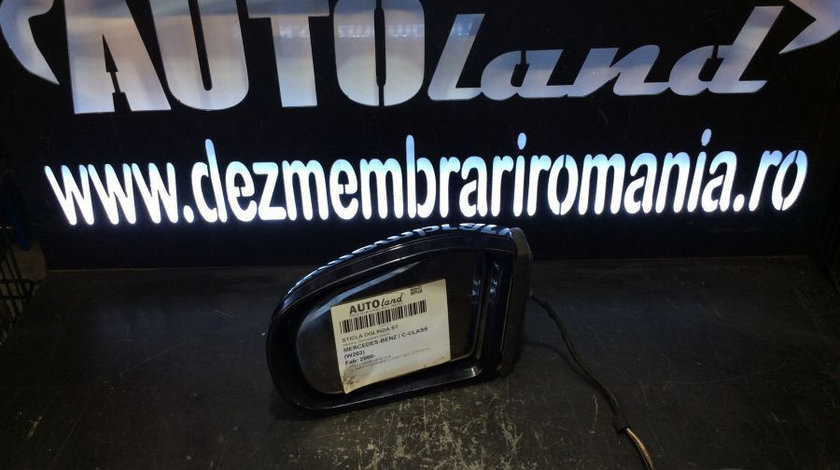 AUTOland
www.dezmembrariromania.ro
AUTOland
STICLA OGLINDA ST
MERCEDES-BENZ | C-CLASS
(W203)
Fab: 2000-